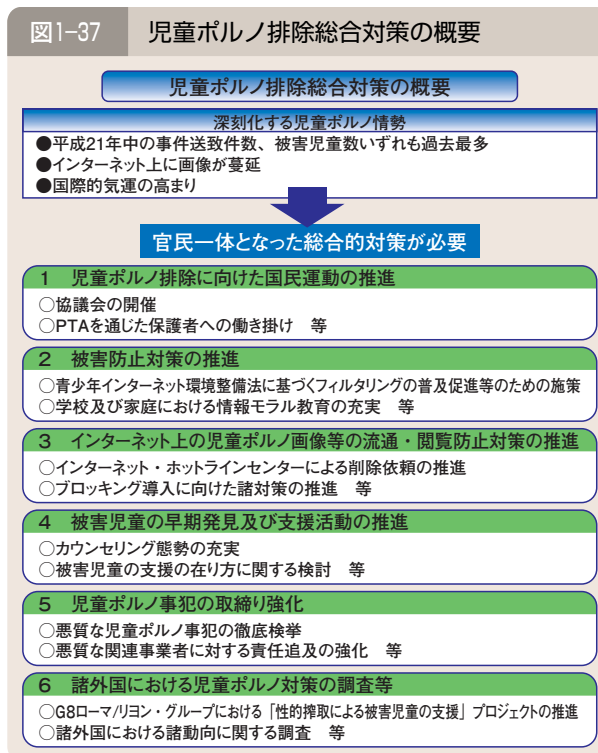 図1-37 児童ポルノ排除総合対策の概要
児童ポルノ排除総合対策の概要
深刻化する児童ポルノ情勢
●平成21年中の事件送致件数、被害児童数いずれも過去最多
●インターネット上に画像が蔓延
●国際的気運の高まり
官民一体となった総合的対策が必要
1 児童ポルノ排除に向けた国民運動の推進
○協議会の開催
○PTAを通じた保護者への働き掛け 等
2 被害防止対策の推進
○青少年インターネット環境整備法に基づくフィルタリングの普及促進等のための施策
○学校及び家庭における情報モラル教育の充実 等
3 インターネット上の児童ポルノ画像等の流通・閲覧防止対策の推進
○インターネット・ホットラインセンターによる削除依頼の推進
○ブロッキング導入に向けた諸対策の推進 等
4 被害児童の早期発見及び支援活動の推進
○カウンセリング態勢の充実
○被害児童の支援の在り方に関する検討 等
5 児童ポルノ事犯の取締り強化
○悪質な児童ポルノ事犯の徹底検挙
○悪質な関連事業者に対する責任追及の強化 等
6 諸外国における児童ポルノ対策の調査等
○G8ローマ/リヨン・グループにおける「性的搾取による被害児童の支援」プロジェクトの推進
○諸外国における諸動向に関する調査 等